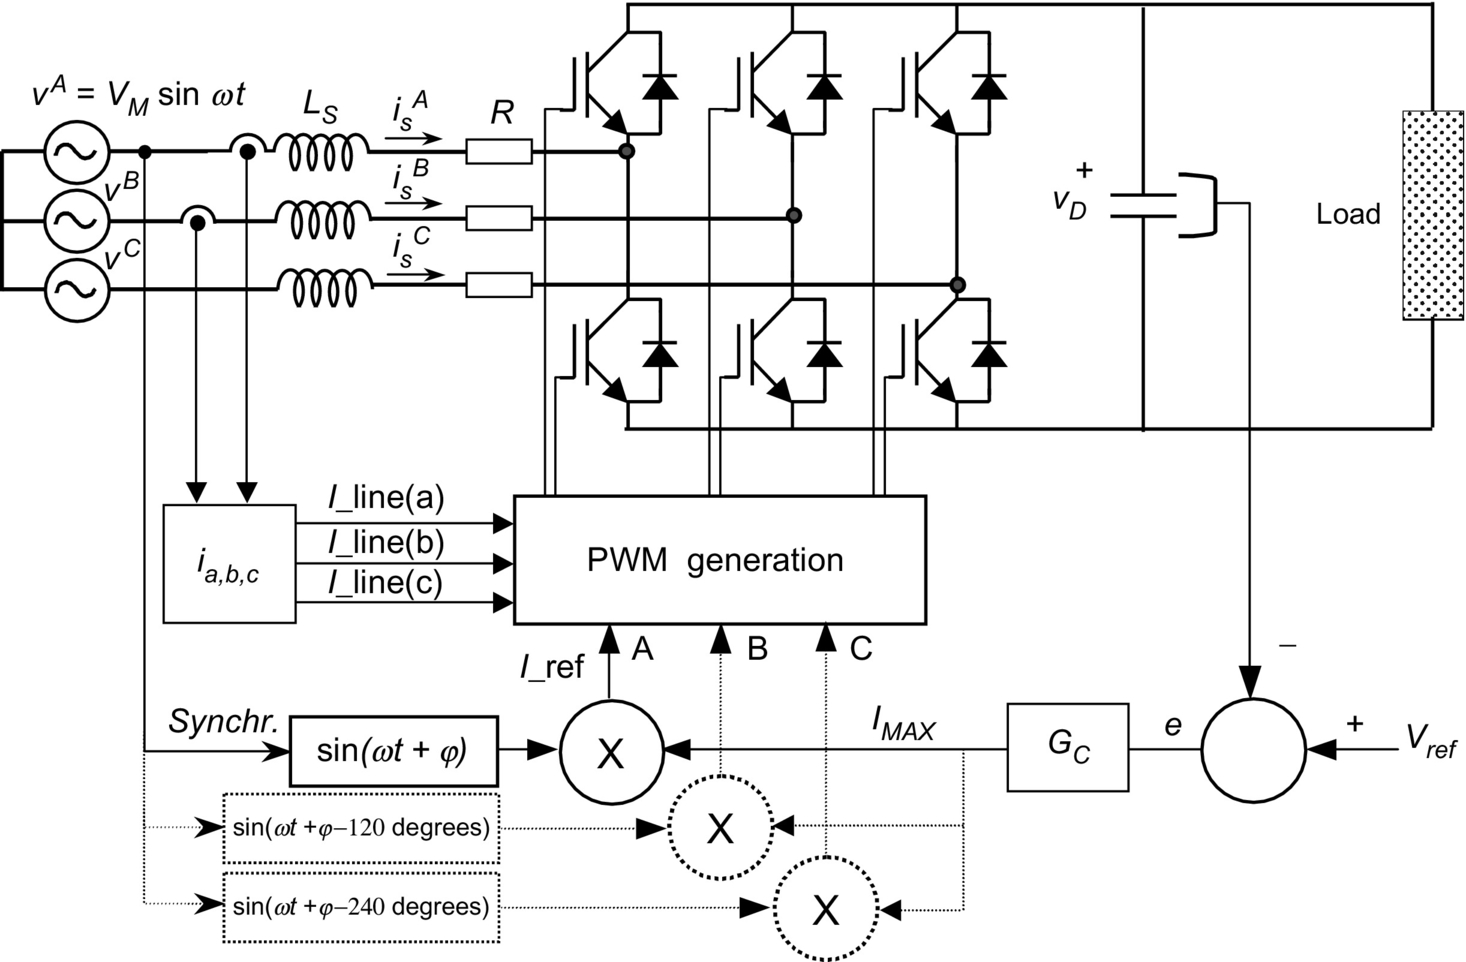 v^A = V_M sin ωt
L_S
i_s^A
R
v^B
i_s^B
v^C
i_s^C
+
v_D
Load
I_line(a)
I_line(b)
I_line(c)
i_a,b,c
PWM generation
I_ref
A
B
C
–
Synchr.
sin(ωt + φ)
X
I_MAX
G_C
e
+
V_ref
sin(ωt +φ–120 degrees)
X
sin(ωt +φ–240 degrees)
X